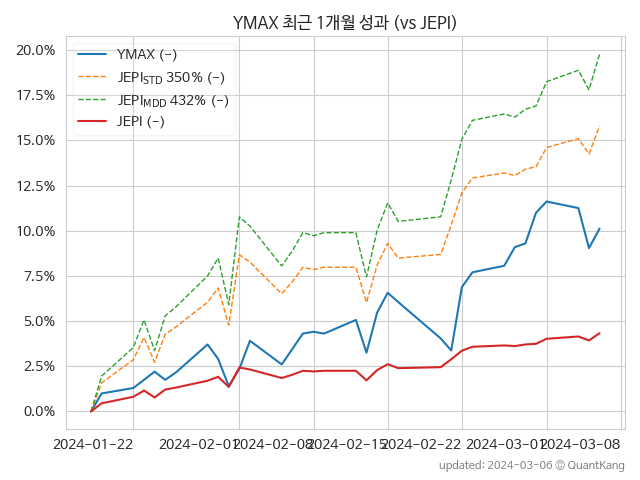 YMAX 최근 1개월 성과 (vs JEPI)
20.0%
17.5%
15.0%
12.5%
10.0%
7.5%
5.0%
2.5%
0.0%
YMAX (-)
JEPI_STD 350% (-)
JEPI_MDD 432% (-)
JEPI (-)
2024-01-22 2024-02-01 2024-02-08 2024-02-15 2024-02-22 2024-03-01 2024-03-08
updated: 2024-03-06 © QuantKang